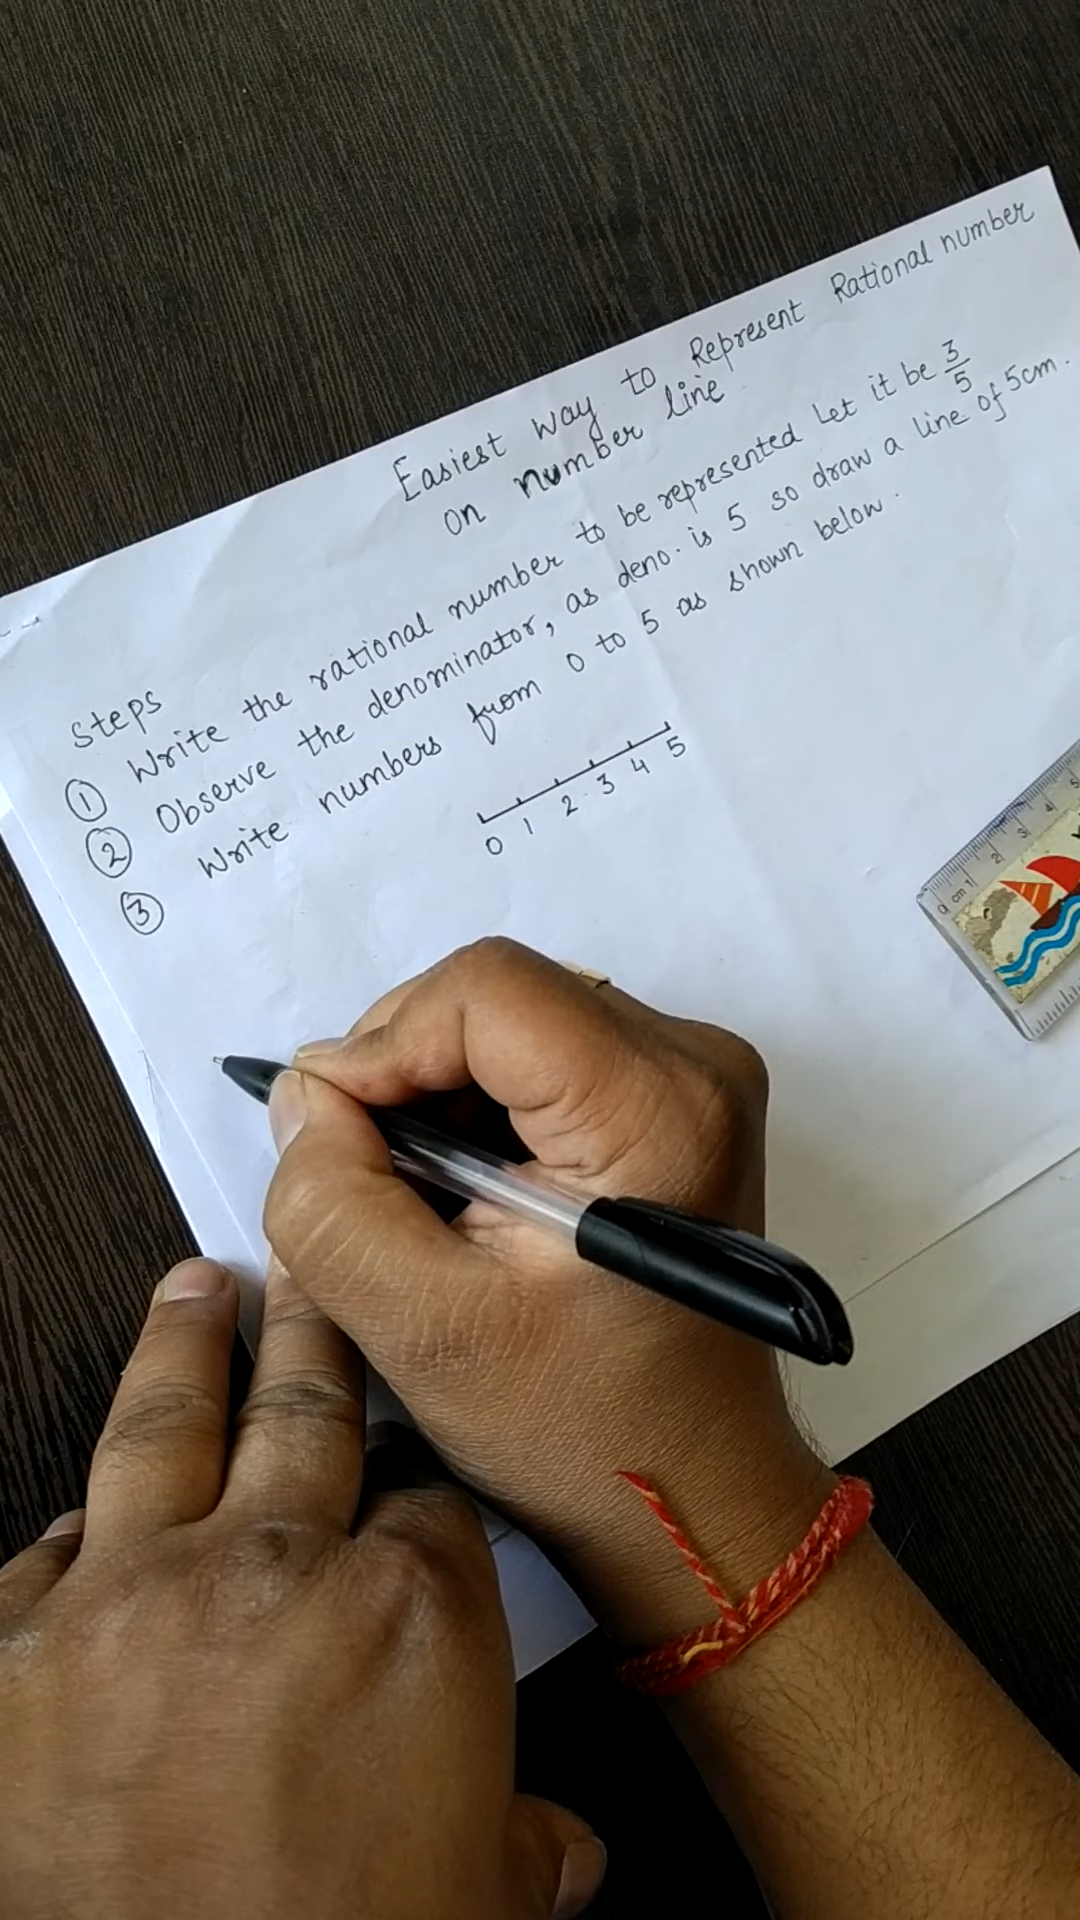 Easiest way to Represent Rational number
on number line.
Steps
① Write the rational number to be represented Let it be 3/5
② Observe the denominator, as deno. is 5 so draw a line of 5cm.
③ Write numbers from 0 to 5 as shown below.
0 1 2 3 4 5
0 cm 1 2 3 4 5